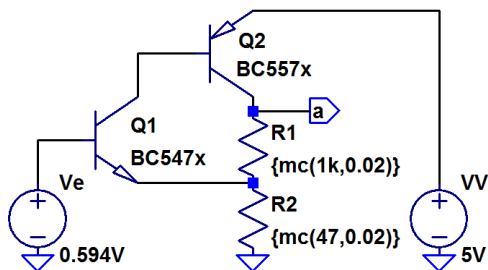 Q2
BC557x
a
Q1
R1
BC547x
{mc(1k,0.02)}
Ve
R2
VV
{mc(47,0.02)}
0.594V
5V